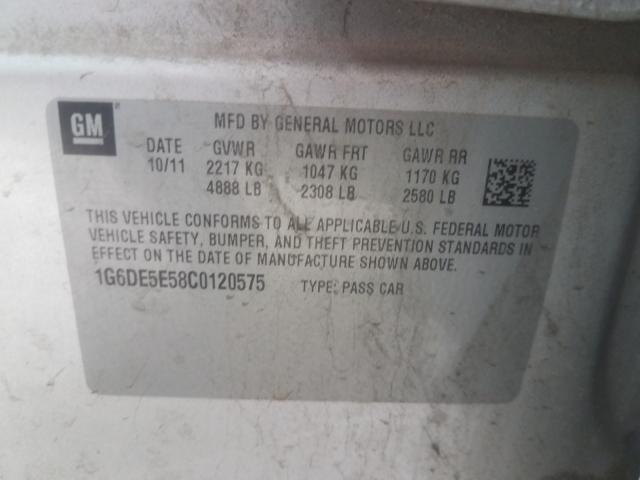 GM
MFD BY GENERAL MOTORS LLC
DATE GVWR GAWR FRT GAWR RR
10/11 2217 KG 1047 KG 1170 KG
4888 LB 2308 LB 2580 LB
THIS VEHICLE CONFORMS TO ALL APPLICABLE U.S. FEDERAL MOTOR
VEHICLE SAFETY, BUMPER, AND THEFT PREVENTION STANDARDS IN
EFFECT ON THE DATE OF MANUFACTURE SHOWN ABOVE.
1G6DE5E58C0120575 TYPE: PASS CAR